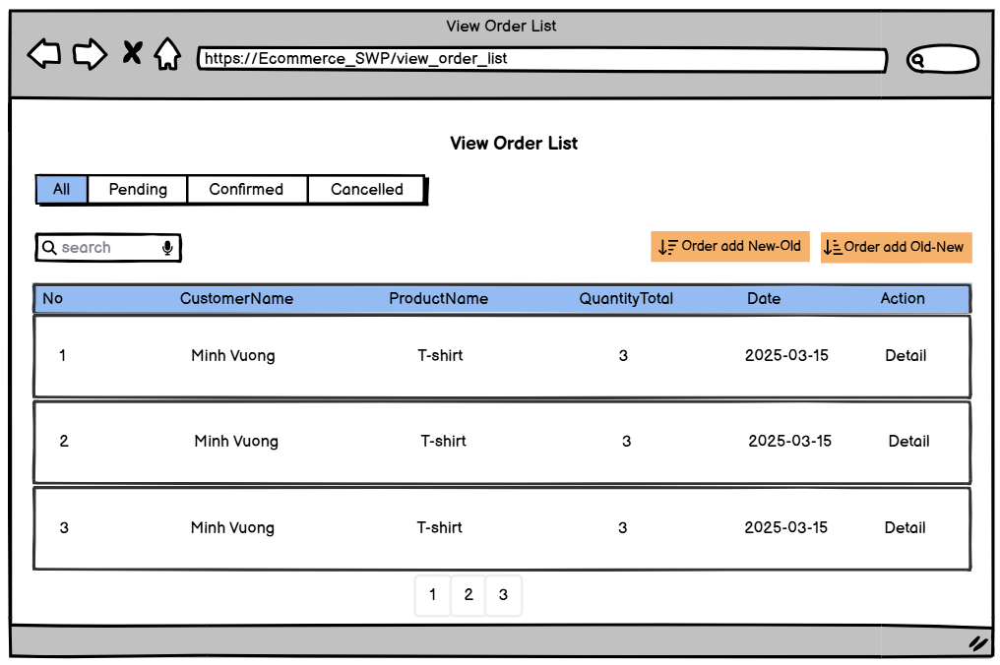 View Order List
https://Ecommerce_SWP/view_order_list
View Order List
All Pending Confirmed Cancelled
search Order add New-Old Order add Old-New
No CustomerName ProductName QuantityTotal Date Action
1 Minh Vuong T-shirt 3 2025-03-15 Detail
2 Minh Vuong T-shirt 3 2025-03-15 Detail
3 Minh Vuong T-shirt 3 2025-03-15 Detail
1 2 3